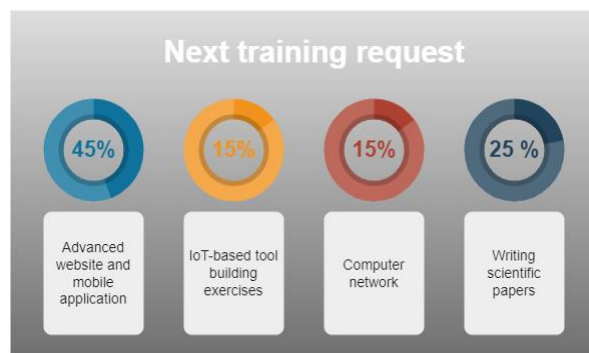 Next training request
45%
15%
15%
25 %
Advanced
website and
mobile
application
IoT-based tool
building
exercises
Computer
network
Writing
scientific
papers